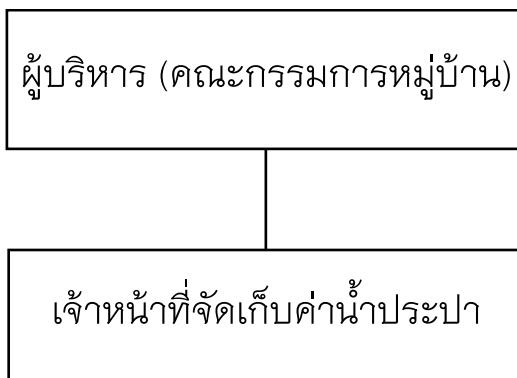 ผู้บริหาร (คณะกรรมการหมู่บ้าน)
เจ้าหน้าที่จัดเก็บค่าน้ำประปา